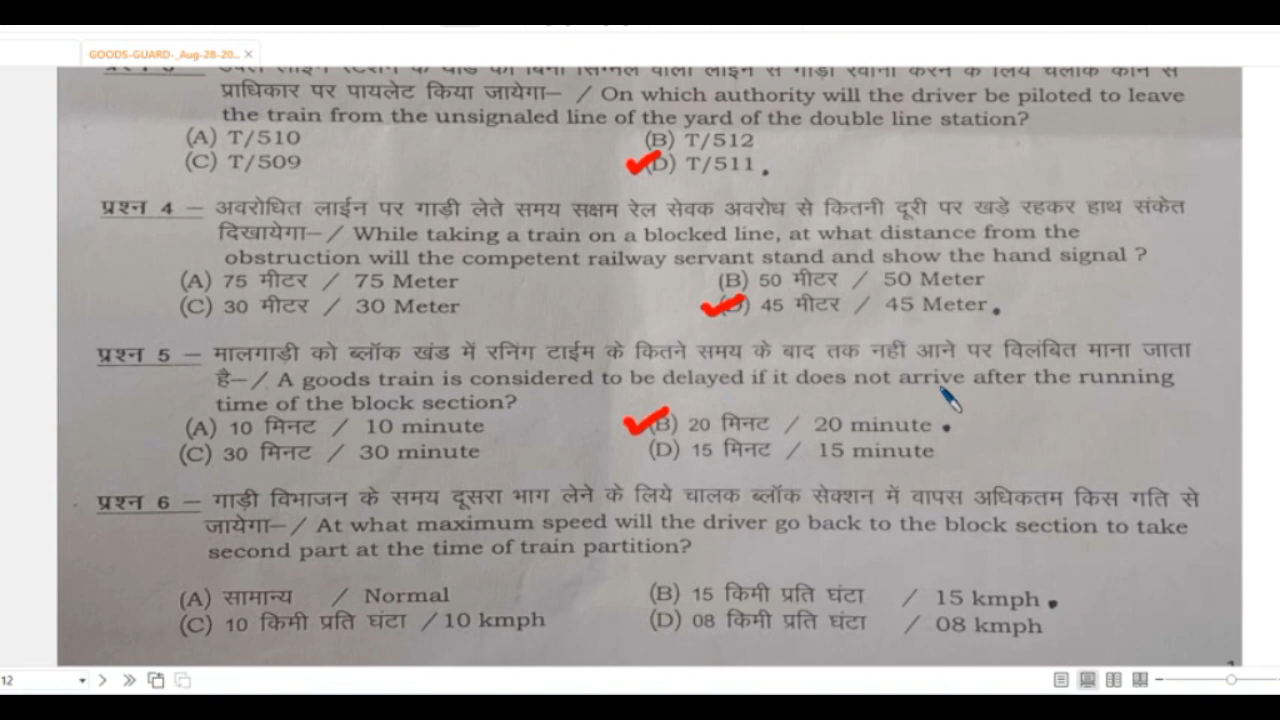 GOODS-GUARD-_Aug-28-20...
प्राधिकार पर पायलेट किया जायेगा– / On which authority will the driver be piloted to leave
the train from the unsignaled line of the yard of the double line station?
(A) T/510 (B) T/512
(C) T/509 (D) T/511
प्रश्न 4 – अवरोधित लाईन पर गाड़ी लेते समय सक्षम रेल सेवक अवरोध से कितनी दूरी पर खड़े रहकर हाथ संकेत
दिखायेगा–/ While taking a train on a blocked line, at what distance from the
obstruction will the competent railway servant stand and show the hand signal ?
(A) 75 मीटर / 75 Meter (B) 50 मीटर / 50 Meter
(C) 30 मीटर / 30 Meter (D) 45 मीटर / 45 Meter
प्रश्न 5 – मालगाड़ी को ब्लॉक खंड में रनिंग टाईम के कितने समय के बाद तक नहीं आने पर विलंबित माना जाता
है–/ A goods train is considered to be delayed if it does not arrive after the running
time of the block section?
(A) 10 मिनट / 10 minute (B) 20 मिनट / 20 minute
(C) 30 मिनट / 30 minute (D) 15 मिनट / 15 minute
प्रश्न 6 – गाड़ी विभाजन के समय दूसरा भाग लेने के लिये चालक ब्लॉक सेक्शन में वापस अधिकतम किस गति से
जायेगा–/ At what maximum speed will the driver go back to the block section to take
second part at the time of train partition?
(A) सामान्य / Normal (B) 15 किमी प्रति घंटा / 15 kmph
(C) 10 किमी प्रति घंटा / 10 kmph (D) 08 किमी प्रति घंटा / 08 kmph
12